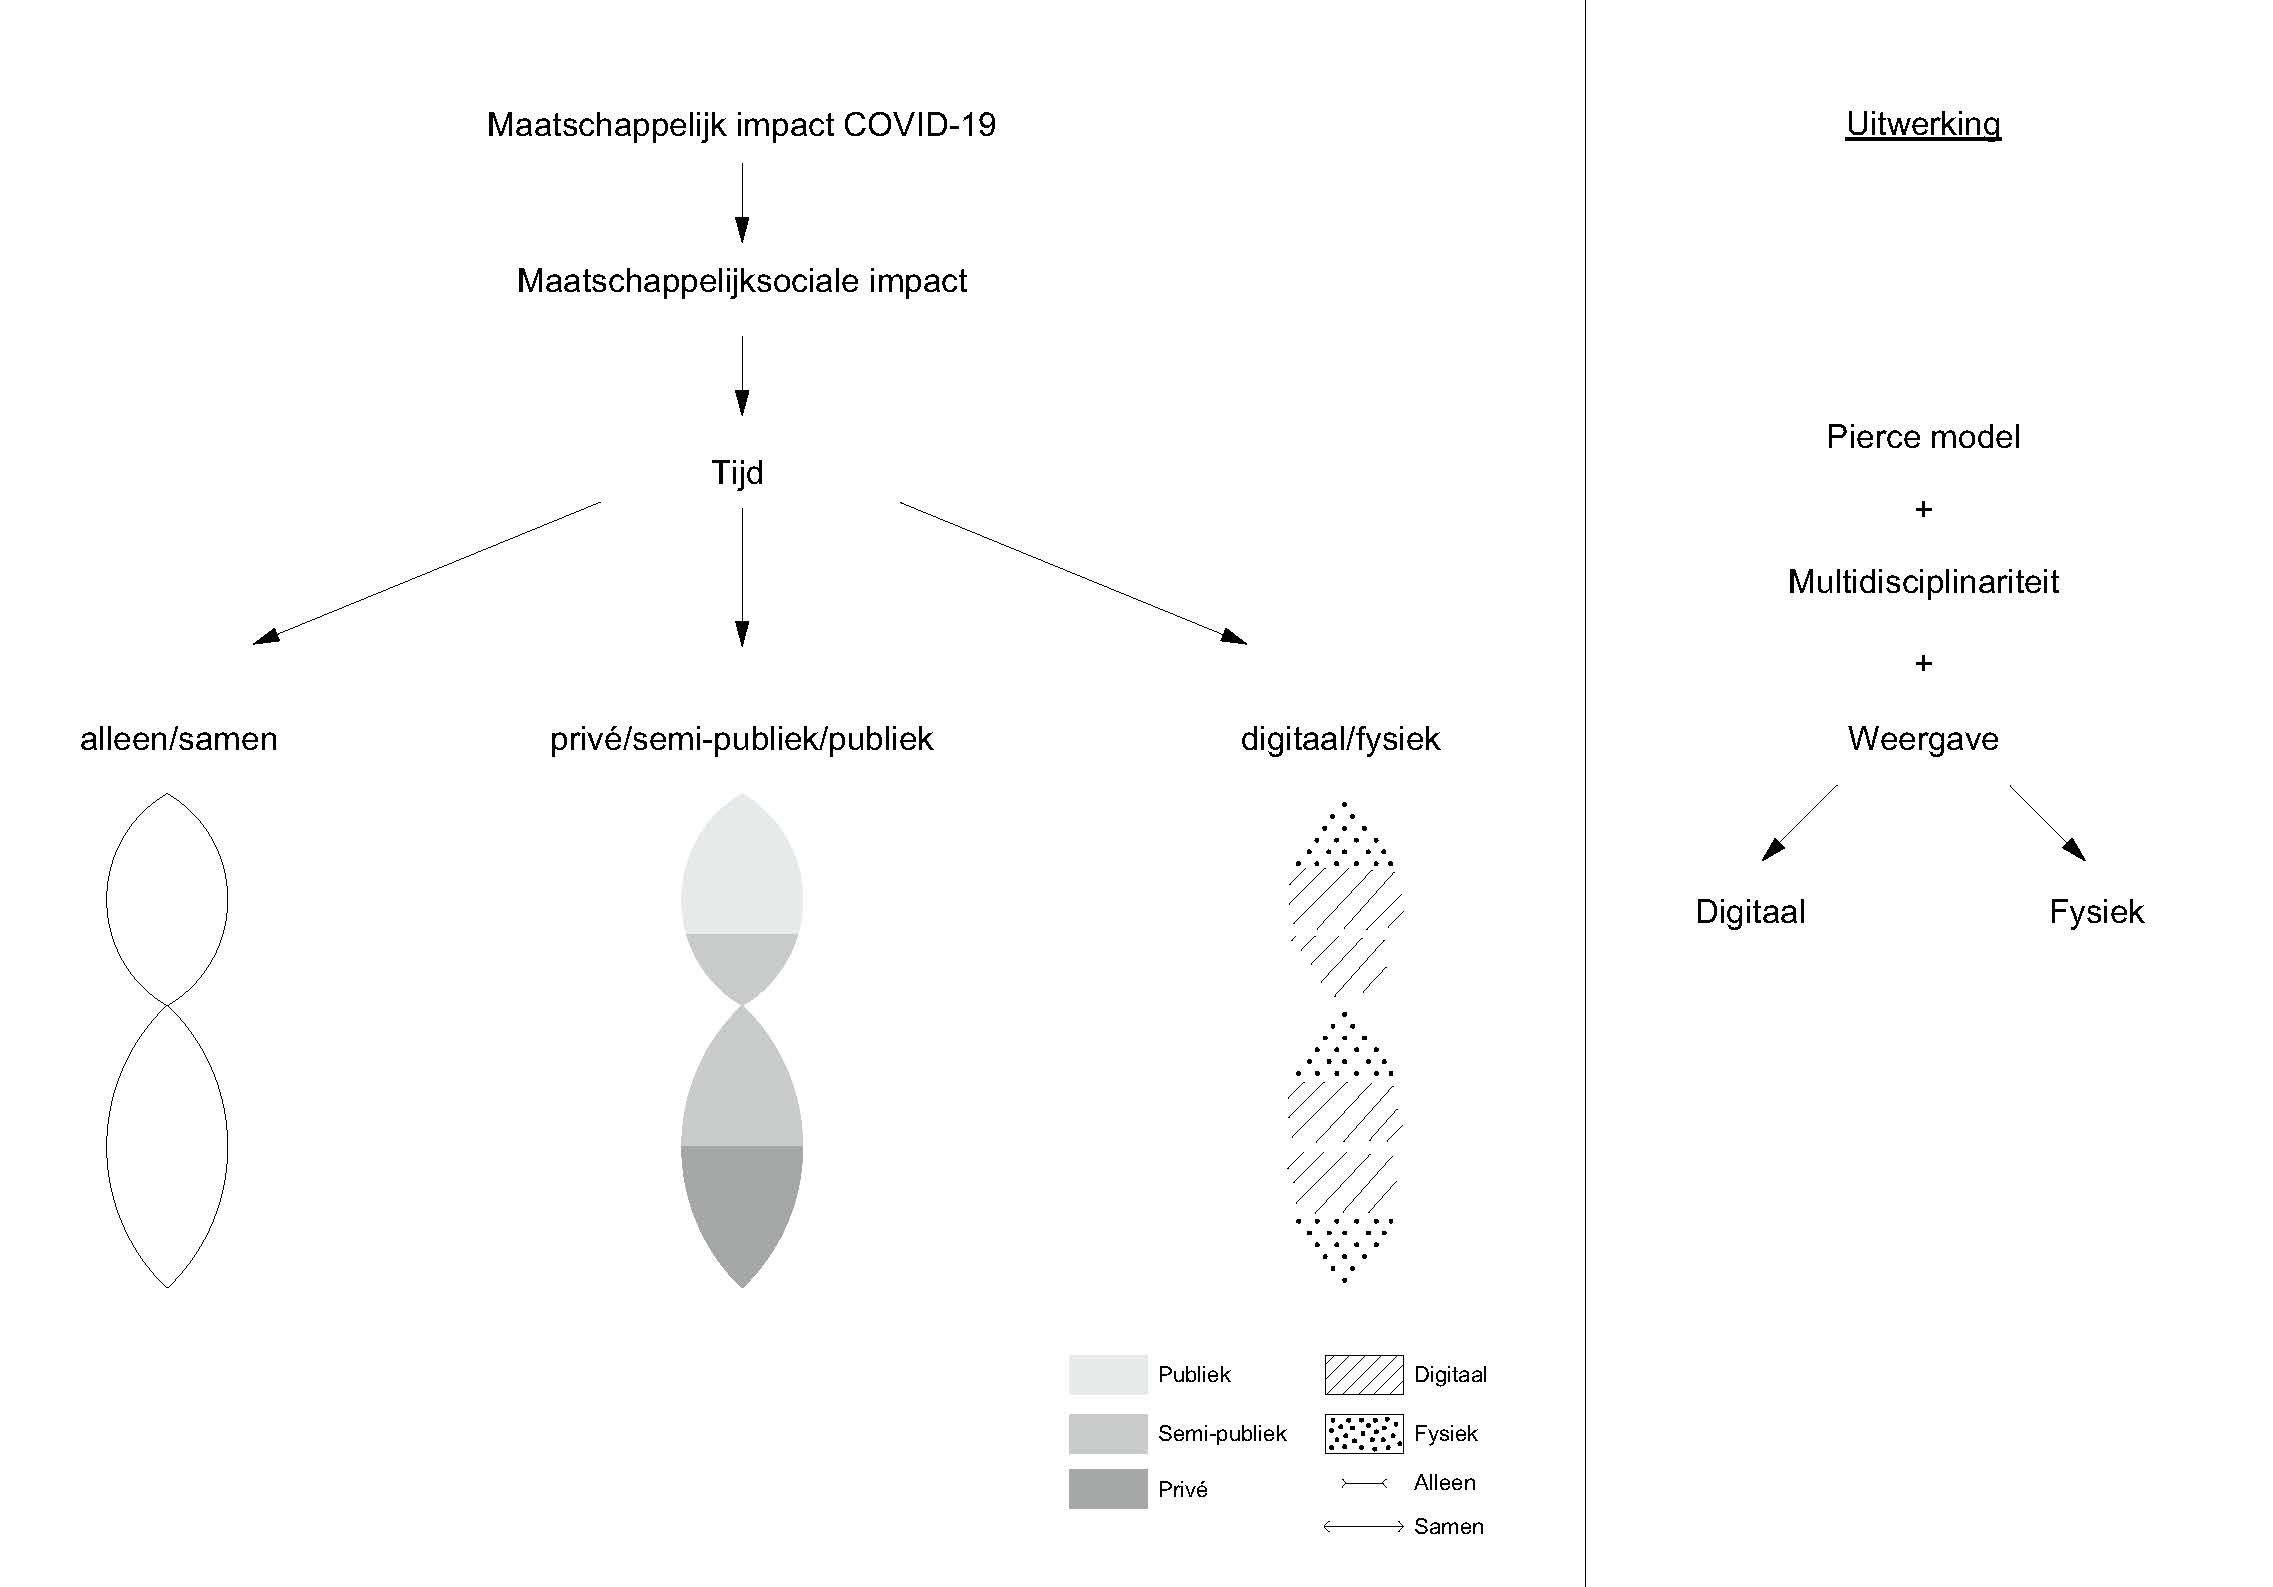 Maatschappelijk impact COVID-19
Maatschappelijksociale impact
Tijd
alleen/samen
privé/semi-publiek/publiek
digitaal/fysiek
Publiek
Semi-publiek
Privé
Digitaal
Fysiek
Alleen
Samen
Uitwerking
Pierce model
+
Multidisciplinariteit
+
Weergave
Digitaal
Fysiek